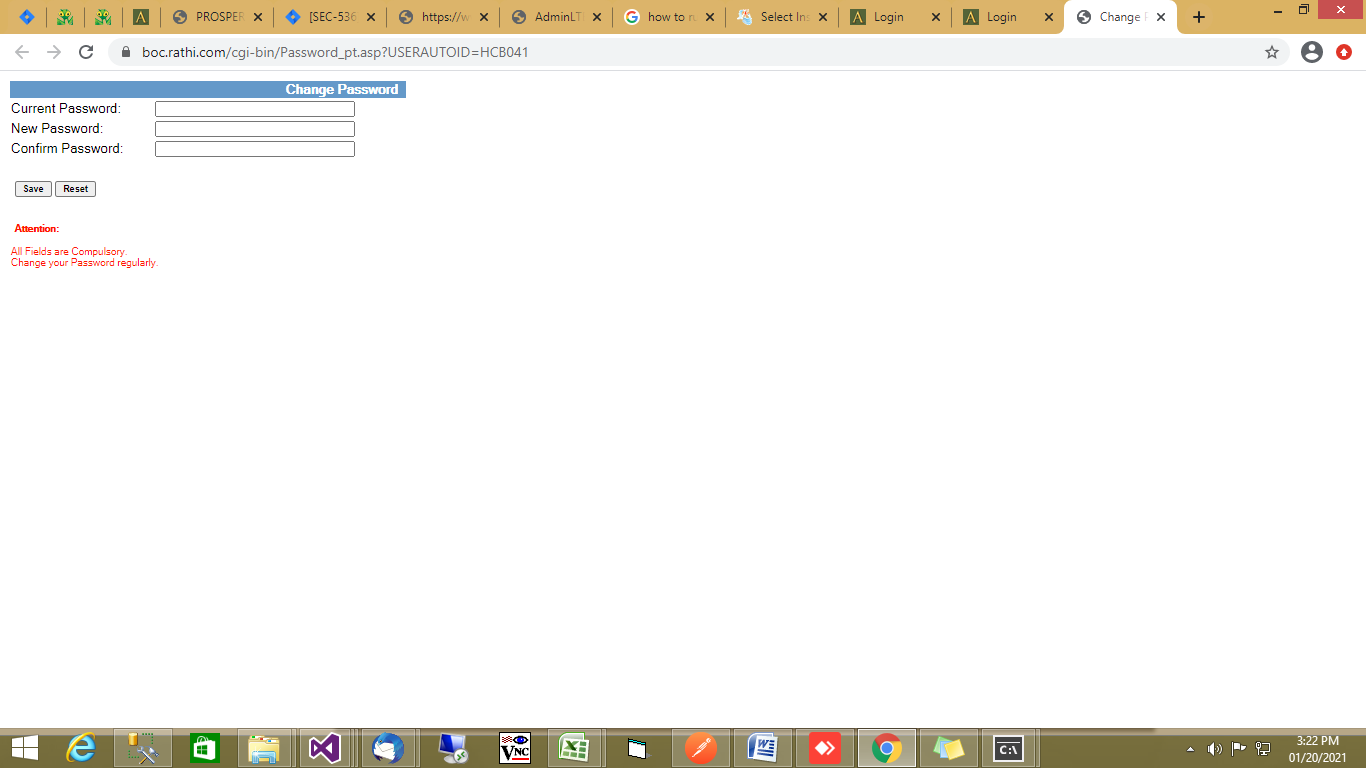 PROSPER
[SEC-536
https://w
AdminLT
how to ru
Select Ins
Login
Login
Change P
boc.rathi.com/cgi-bin/Password_pt.asp?USERAUTOID=HCB041
Change Password
Current Password:
New Password:
Confirm Password:
Save Reset
Attention:
All Fields are Compulsory.
Change your Password regularly.
VNC
C:\
3:22 PM
01/20/2021